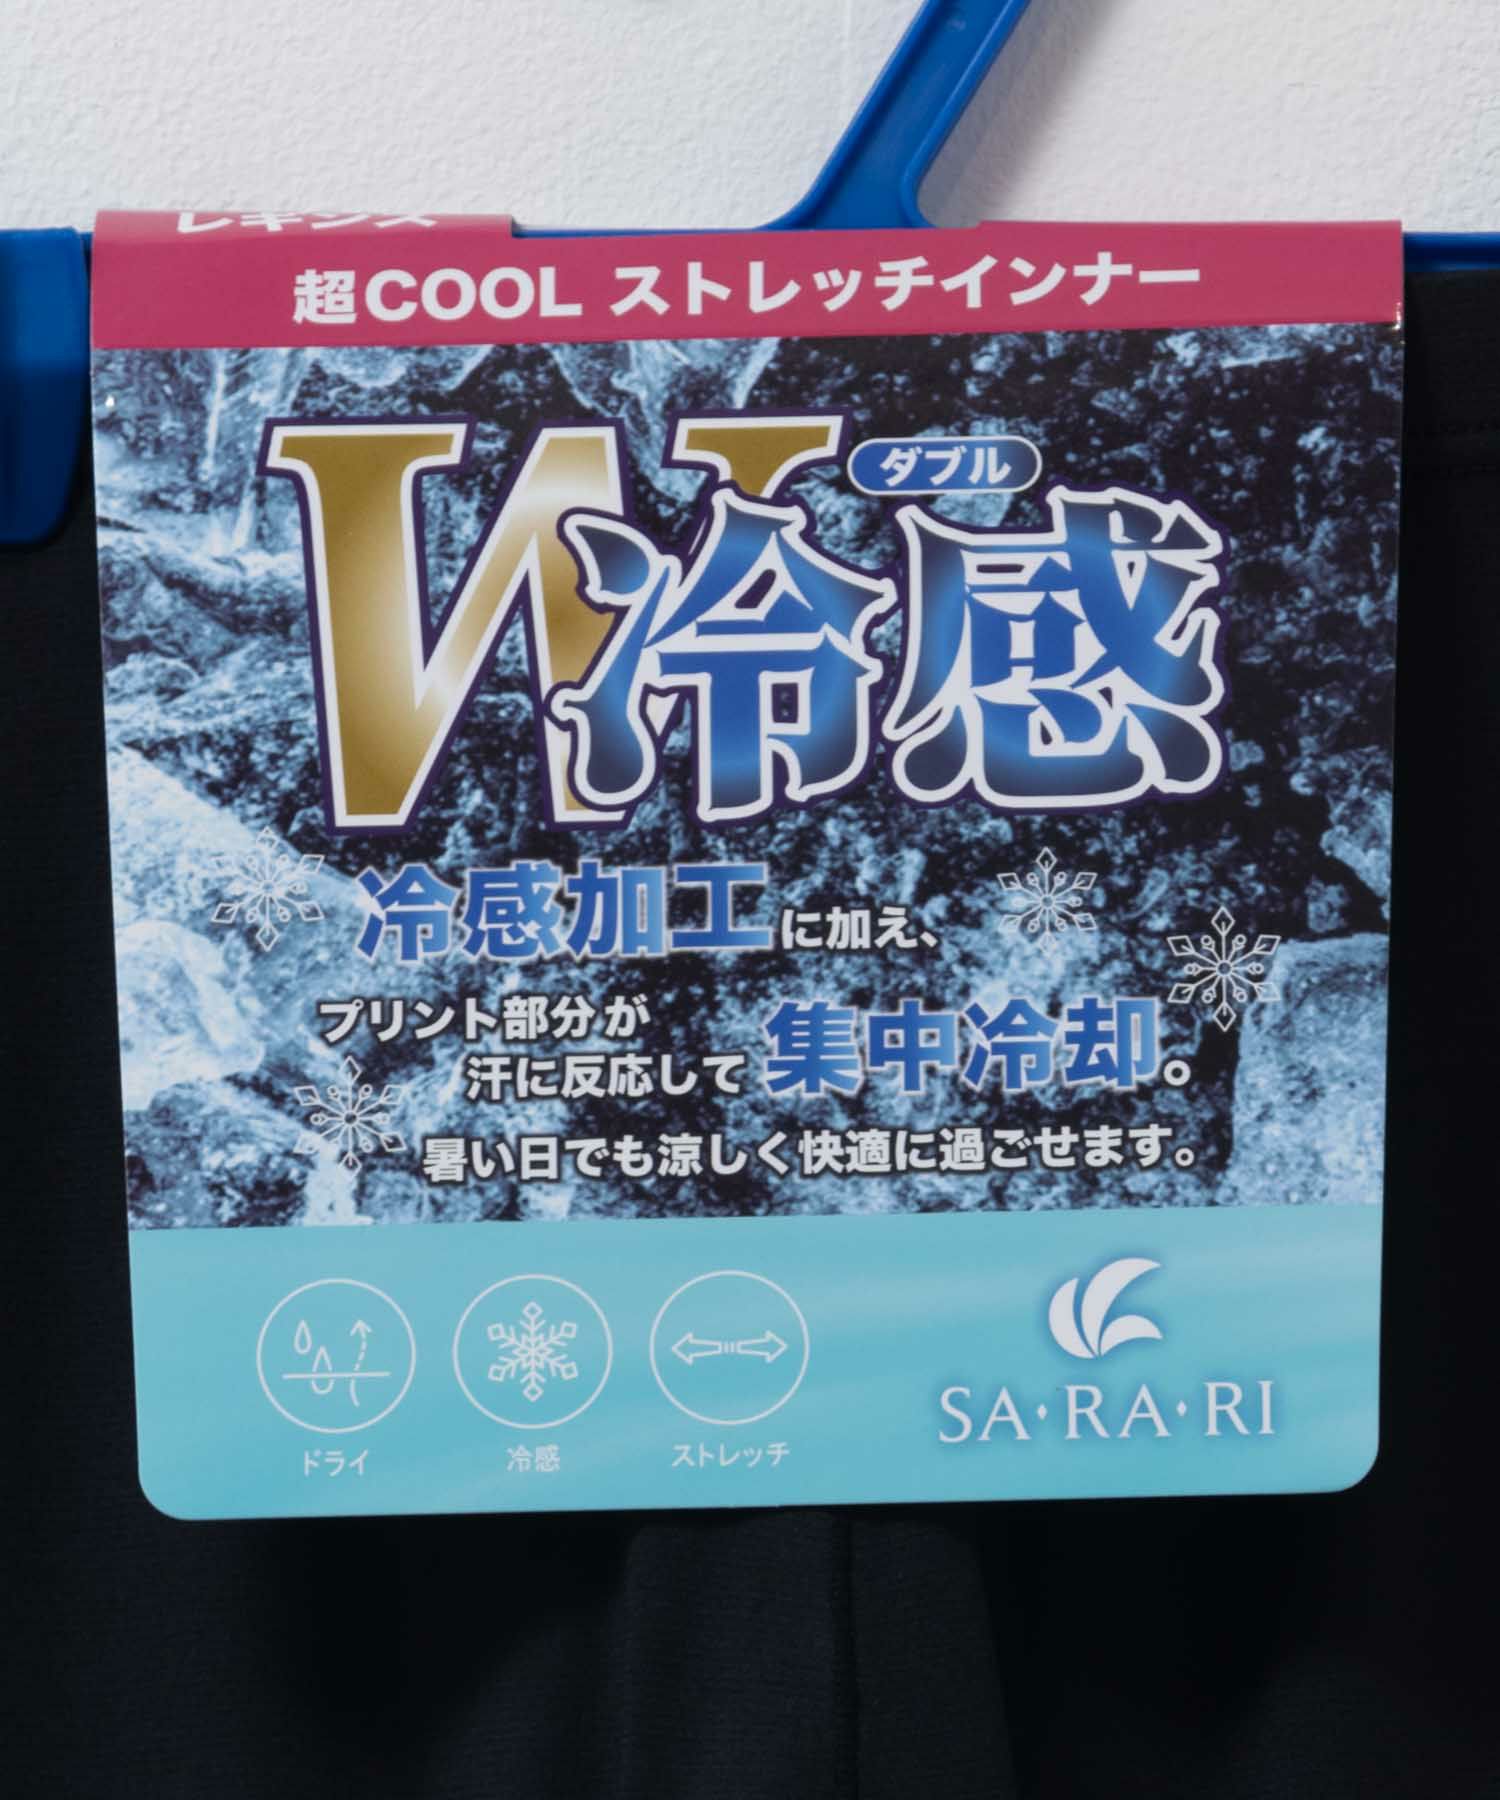 レギンス
超COOL ストレッチインナー
W冷感
ダブル
冷感加工に加え、
プリント部分が
汗に反応して 集中冷却。
暑い日でも涼しく快適に過ごせます。
ドライ
冷感
ストレッチ
SA・RA・RI